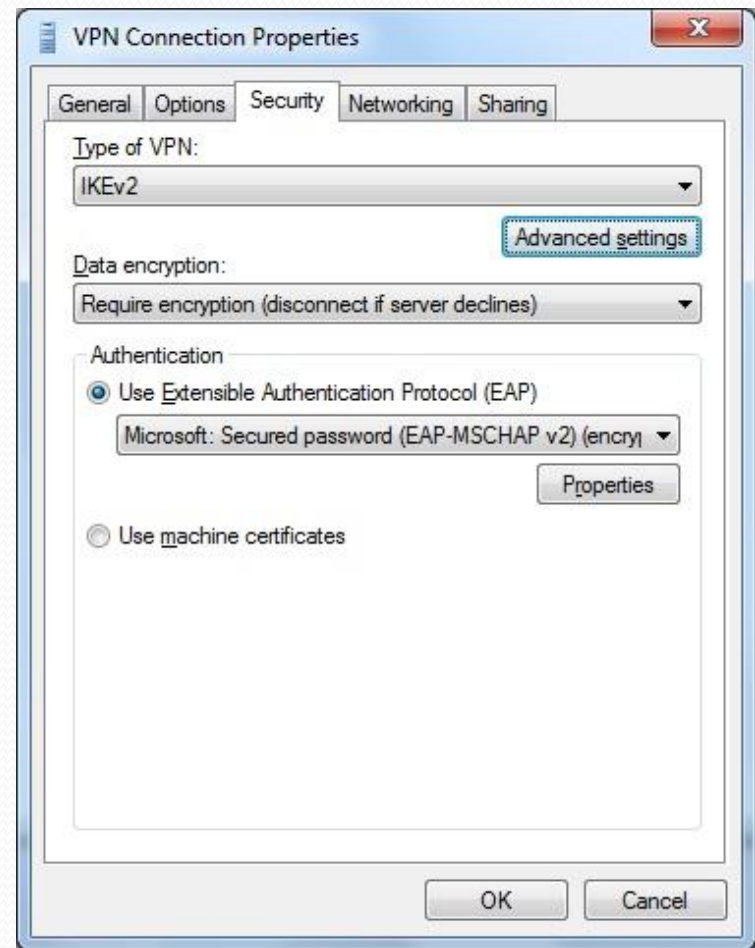 VPN Connection Properties
General Options Security Networking Sharing
Type of VPN:
IKEv2
Advanced settings
Data encryption:
Require encryption (disconnect if server declines)
Authentication
Use Extensible Authentication Protocol (EAP)
Microsoft: Secured password (EAP-MSCHAP v2) (encry
Properties
Use machine certificates
OK Cancel